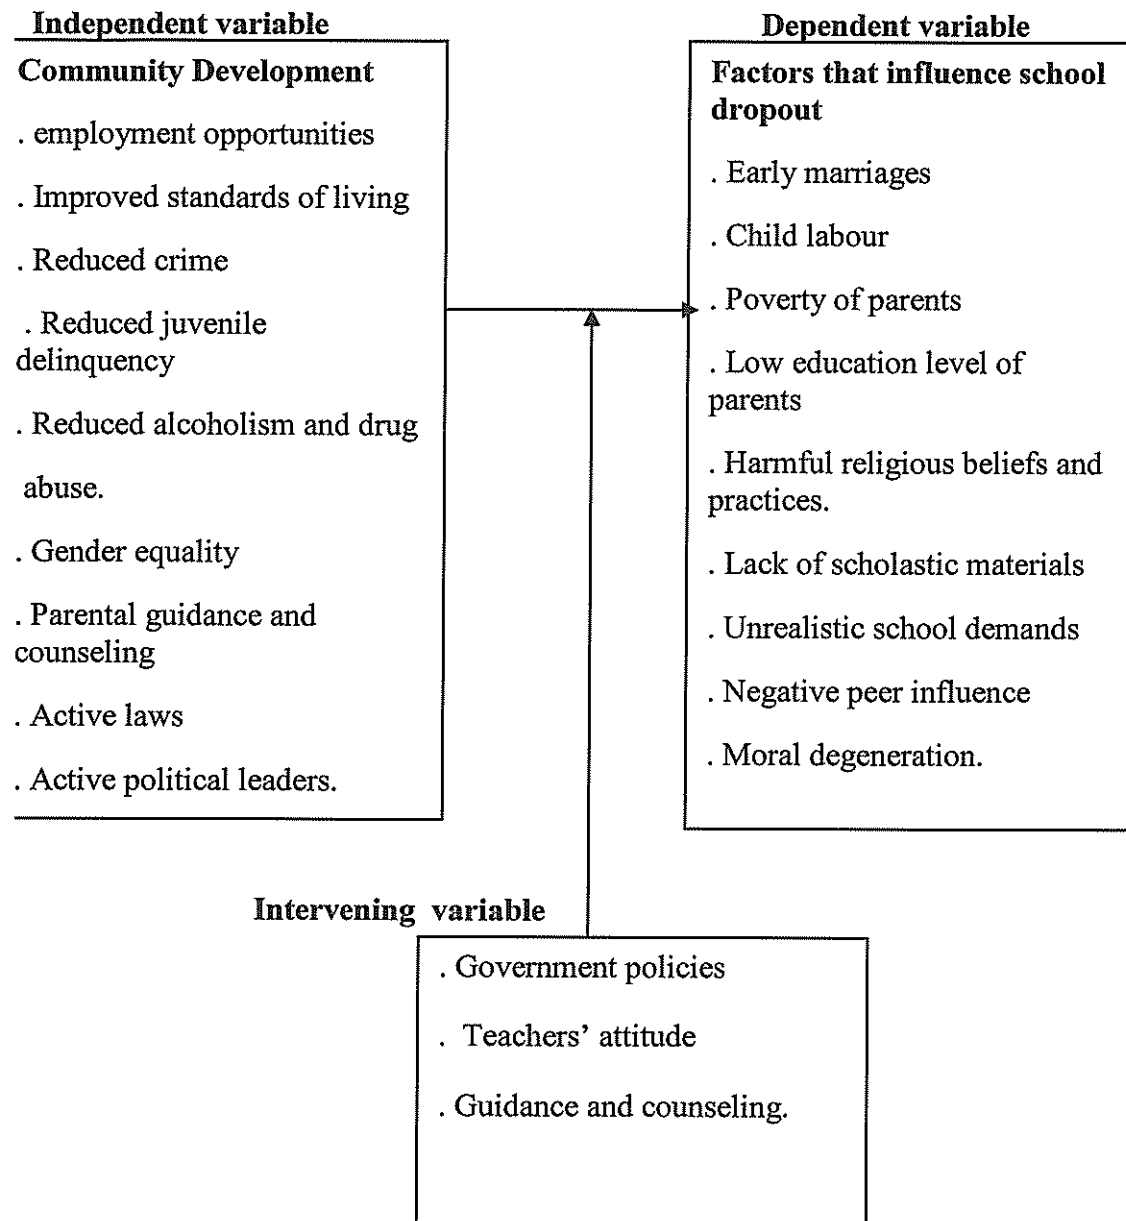 Independent variable
Community Development
. employment opportunities
. Improved standards of living
. Reduced crime
. Reduced juvenile
delinquency
. Reduced alcoholism and drug
abuse.
. Gender equality
. Parental guidance and
counseling
. Active laws
. Active political leaders.
Dependent variable
Factors that influence school
dropout
. Early marriages
. Child labour
. Poverty of parents
. Low education level of
parents
. Harmful religious beliefs and
practices.
. Lack of scholastic materials
. Unrealistic school demands
. Negative peer influence
. Moral degeneration.
Intervening variable
. Government policies
. Teachers’ attitude
. Guidance and counseling.